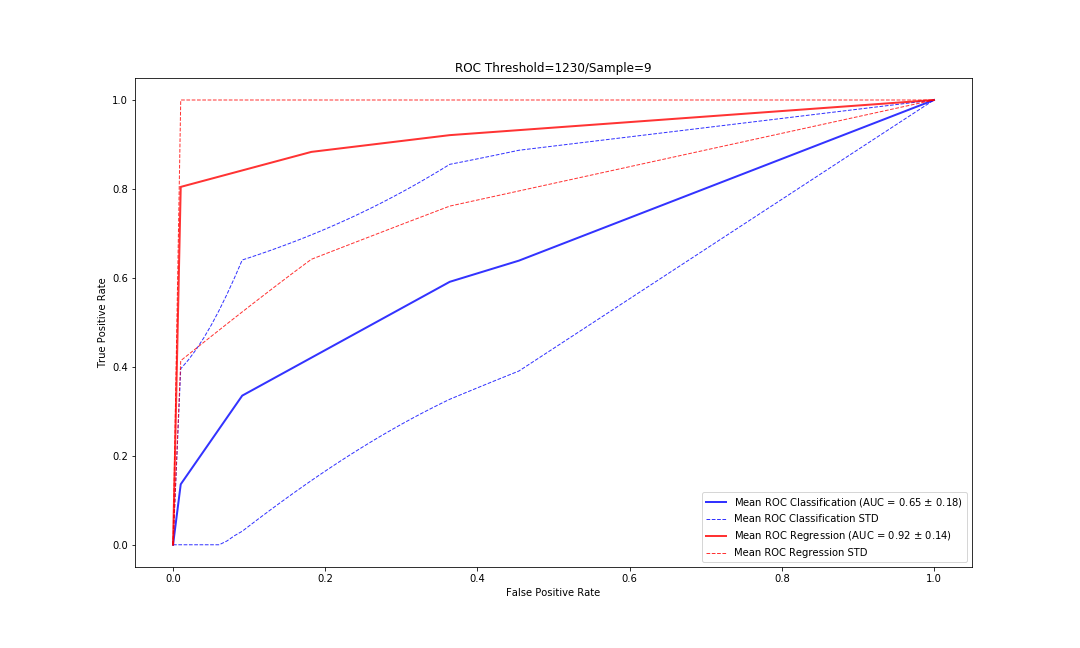 ROC Threshold=1230/Sample=9
True Positive Rate
1.0
0.8
0.6
0.4
0.2
0.0
0.0 0.2 0.4 0.6 0.8 1.0
False Positive Rate
Mean ROC Classification (AUC = 0.65 ± 0.18)
Mean ROC Classification STD
Mean ROC Regression (AUC = 0.92 ± 0.14)
Mean ROC Regression STD